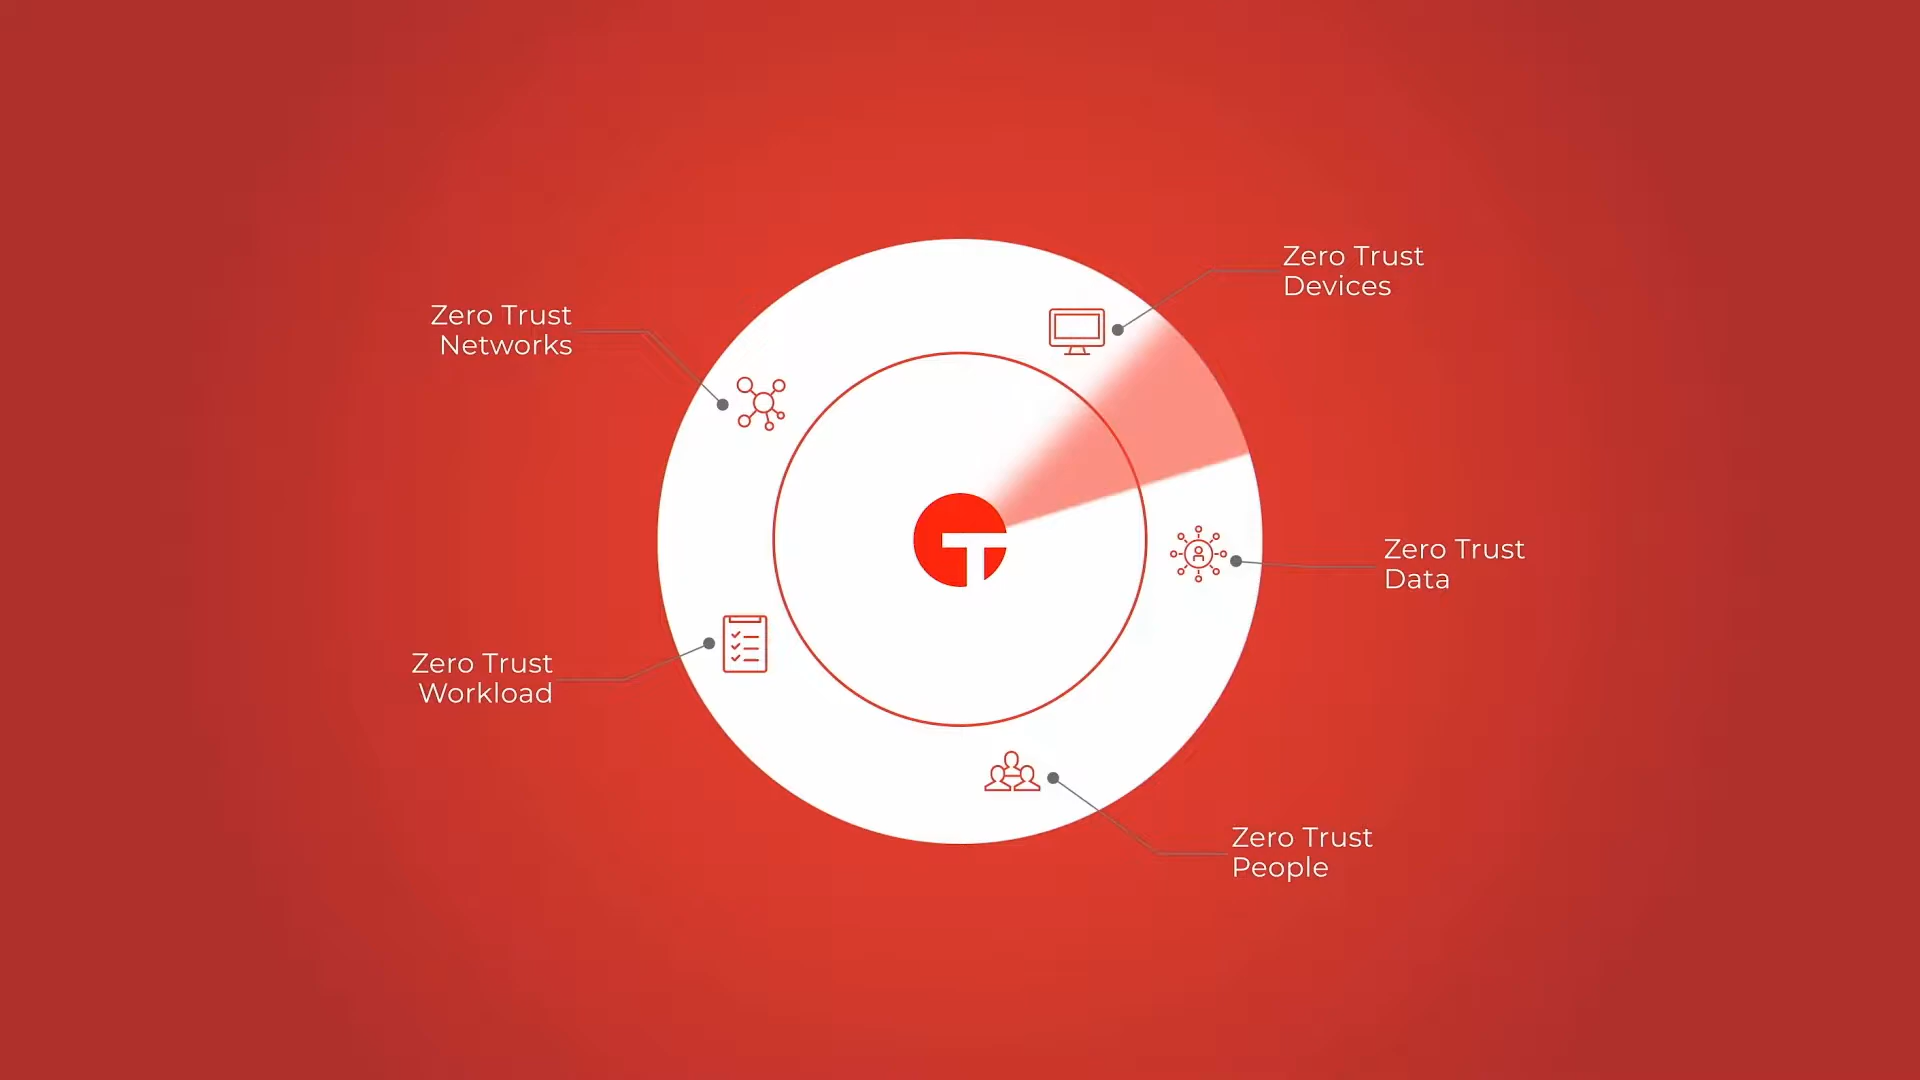 Zero Trust
Devices
Zero Trust
Networks
Zero Trust
Data
Zero Trust
Workload
Zero Trust
People